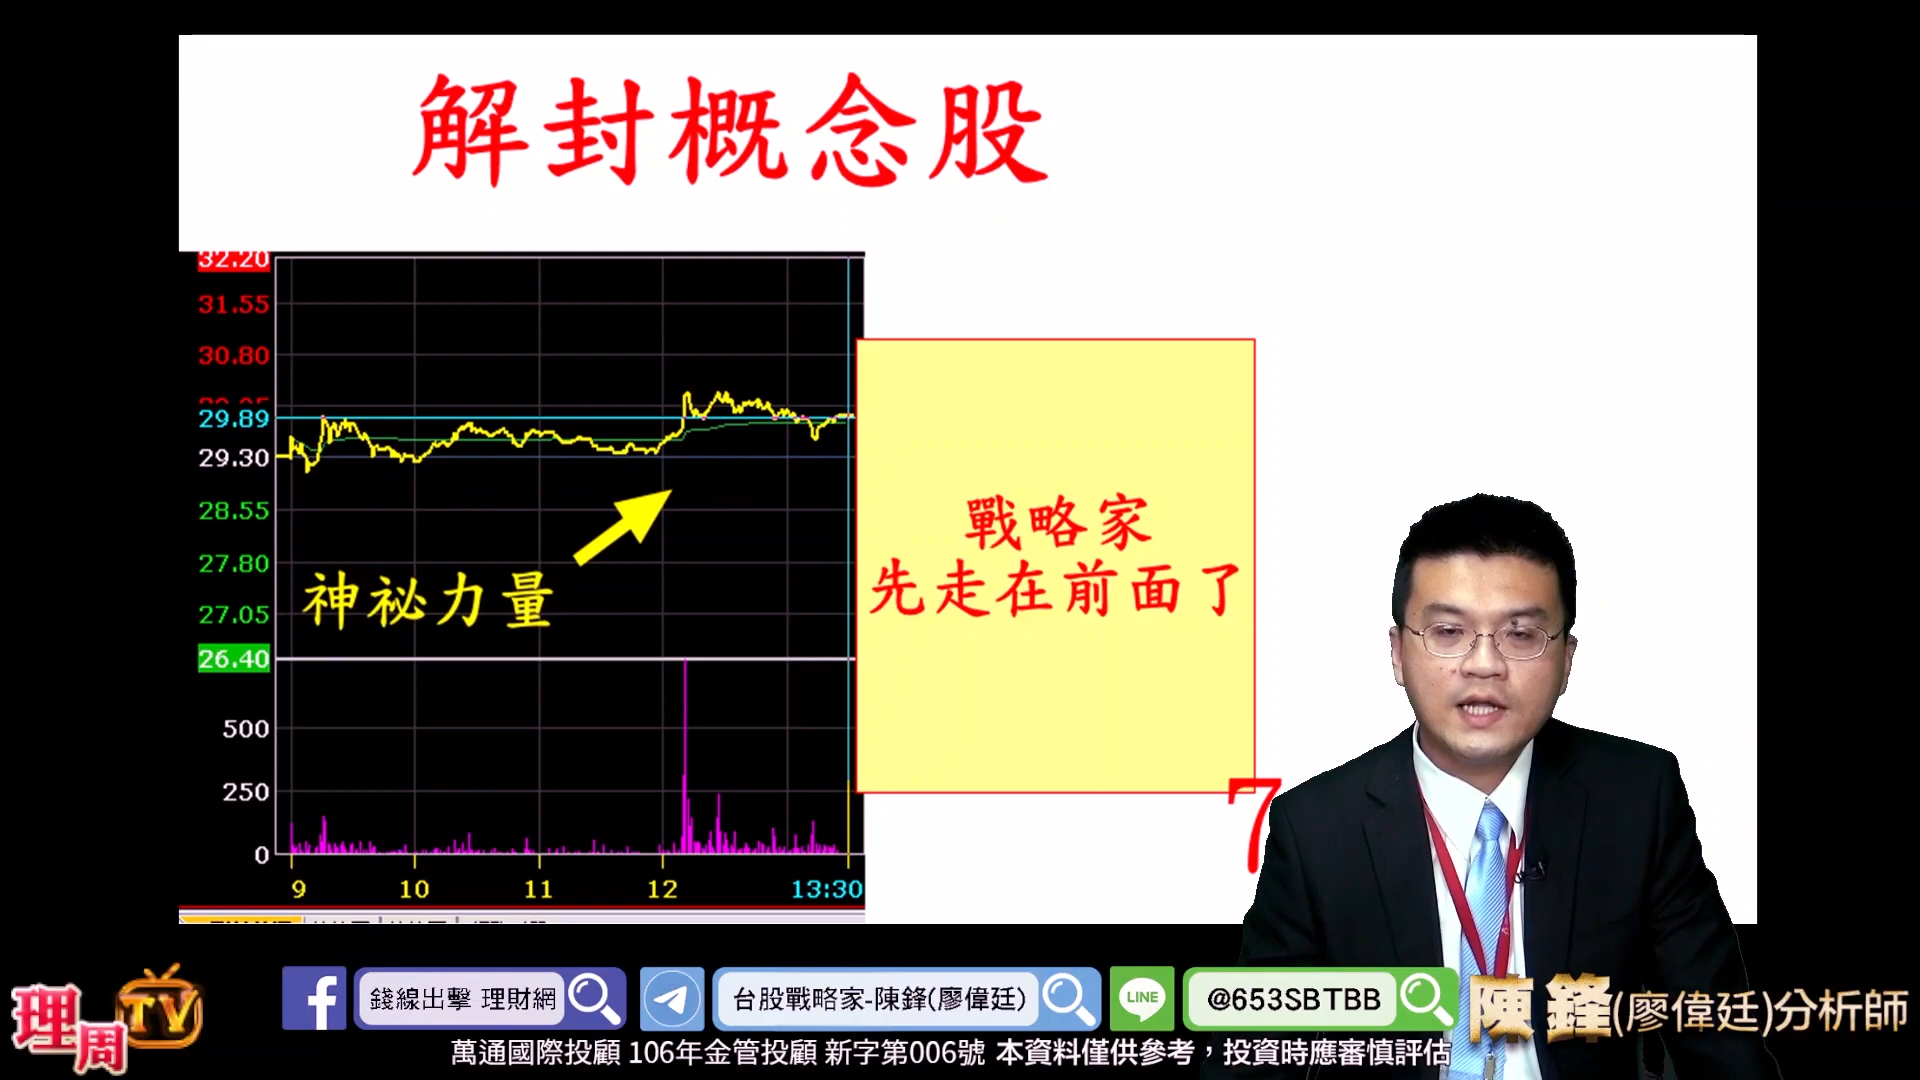 解封概念股
32.20
31.55
30.80
29.89
29.30
28.55
27.80
27.05
26.40
500
250
0
9 10 11 12 13:30
神祕力量
戰略家
先走在前面了
7
理周TV
f 錢線出擊 理財網
台股戰略家-陳鋒(廖偉廷)
LINE @653SBTBB
陳鋒(廖偉廷)分析師
萬通國際投顧 106年金管投顧 新字第006號 本資料僅供參考,投資時應審慎評估